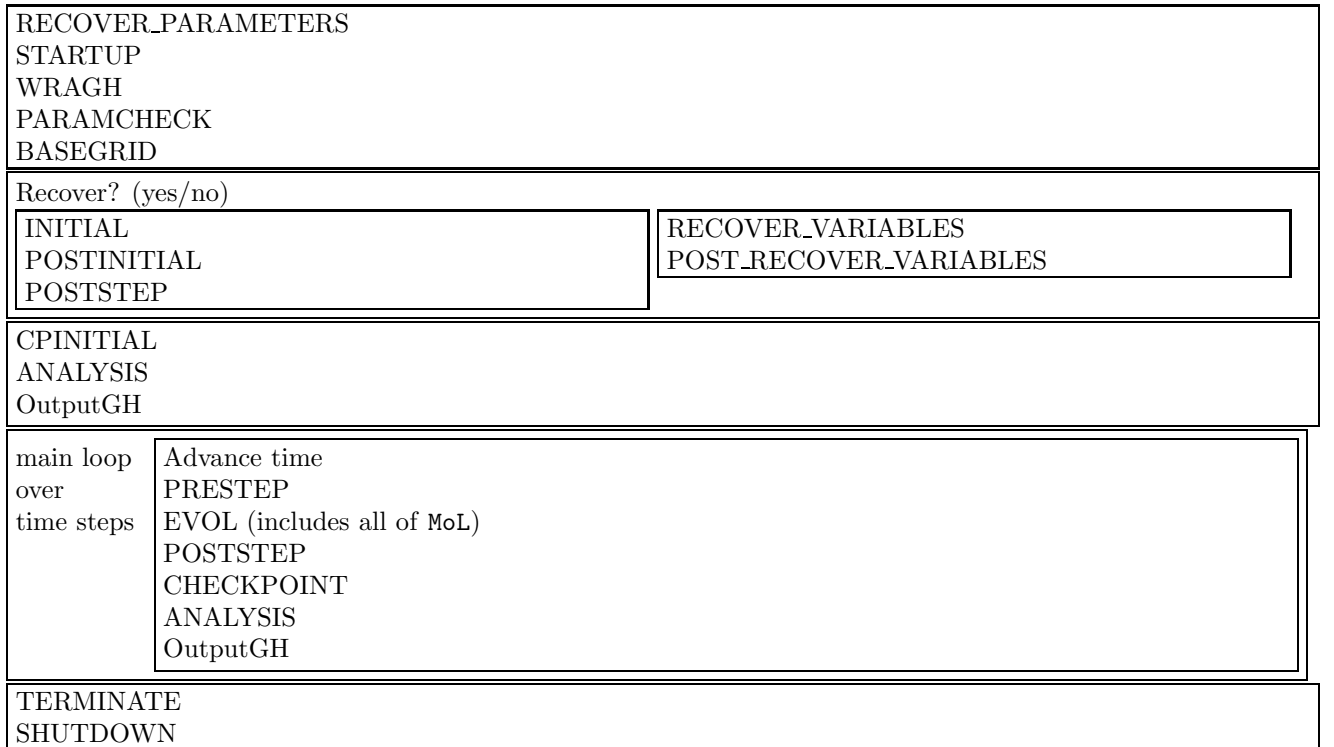 RECOVER_PARAMETERS
STARTUP
WRAGH
PARAMCHECK
BASEGRID
Recover? (yes/no)
INITIAL
POSTINITIAL
POSTSTEP
RECOVER_VARIABLES
POST_RECOVER_VARIABLES
CPINITIAL
ANALYSIS
OutputGH
main loop
over
time steps
Advance time
PRESTEP
EVOL (includes all of MoL)
POSTSTEP
CHECKPOINT
ANALYSIS
OutputGH
TERMINATE
SHUTDOWN